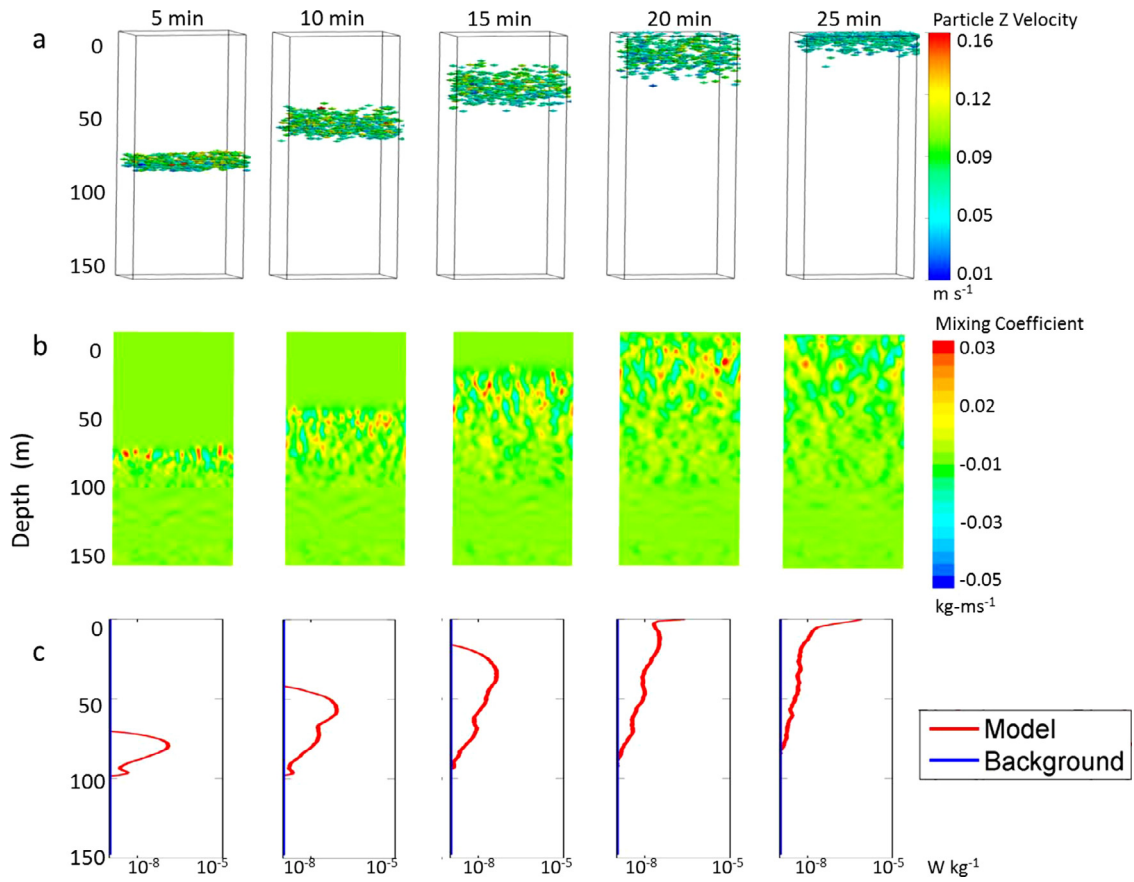 5 min 10 min 15 min 20 min 25 min Particle Z Velocity
a
0
50
100
150
0.16
0.12
0.09
0.05
0.01
m s⁻¹
Mixing Coefficient
b
Depth (m)
0
50
100
150
0.03
0.02
-0.01
-0.03
-0.05
kg-ms⁻¹
c
0
50
100
150
Model
Background
10⁻⁸ 10⁻⁵ 10⁻⁸ 10⁻⁵ 10⁻⁸ 10⁻⁵ 10⁻⁸ 10⁻⁵ 10⁻⁸ 10⁻⁵ W kg⁻¹